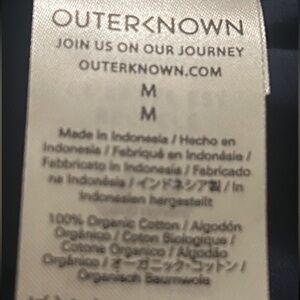 OUTERKNOWN
JOIN US ON OUR JOURNEY
OUTERKNOWN.COM
M
M
Made in Indonesia / Hecho en
Indonesia / Fabriqué en Indonésie /
Fabbricato in Indonesia / Fabricado
na Indonésia / インドネシア製 / In
Indonesien hergestellt
100% Organic Cotton / Algodón
Orgánico / Coton Biologique /
Cotone Organico / Algodão
Orgânico / オーガニック・コットン /
Organisch Baumwolle